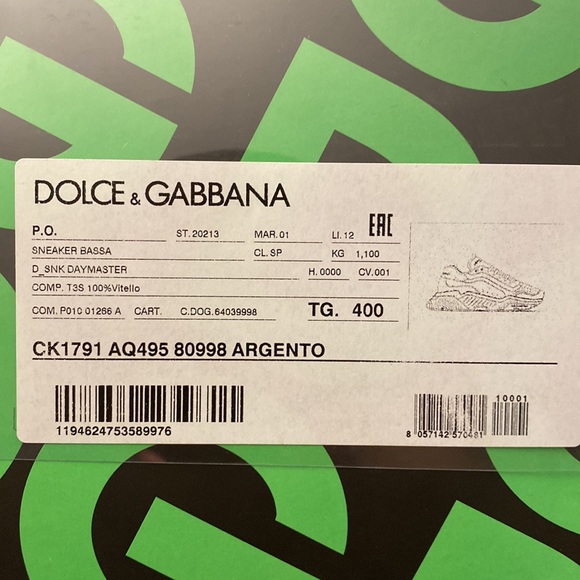 DOLCE & GABBANA
P.O. ST. 20213 MAR. 01 LI. 12 EAC
SNEAKER BASSA CL. SP KG 1,100
D_SNK DAYMASTER H. 0000 CV. 001
COMP. T3S 100%Vitello
COM. P010 01266 A CART. C.DOG. 64039998 TG. 400
CK1791 AQ495 80998 ARGENTO
10001
1194624753589976
8 057142 570481